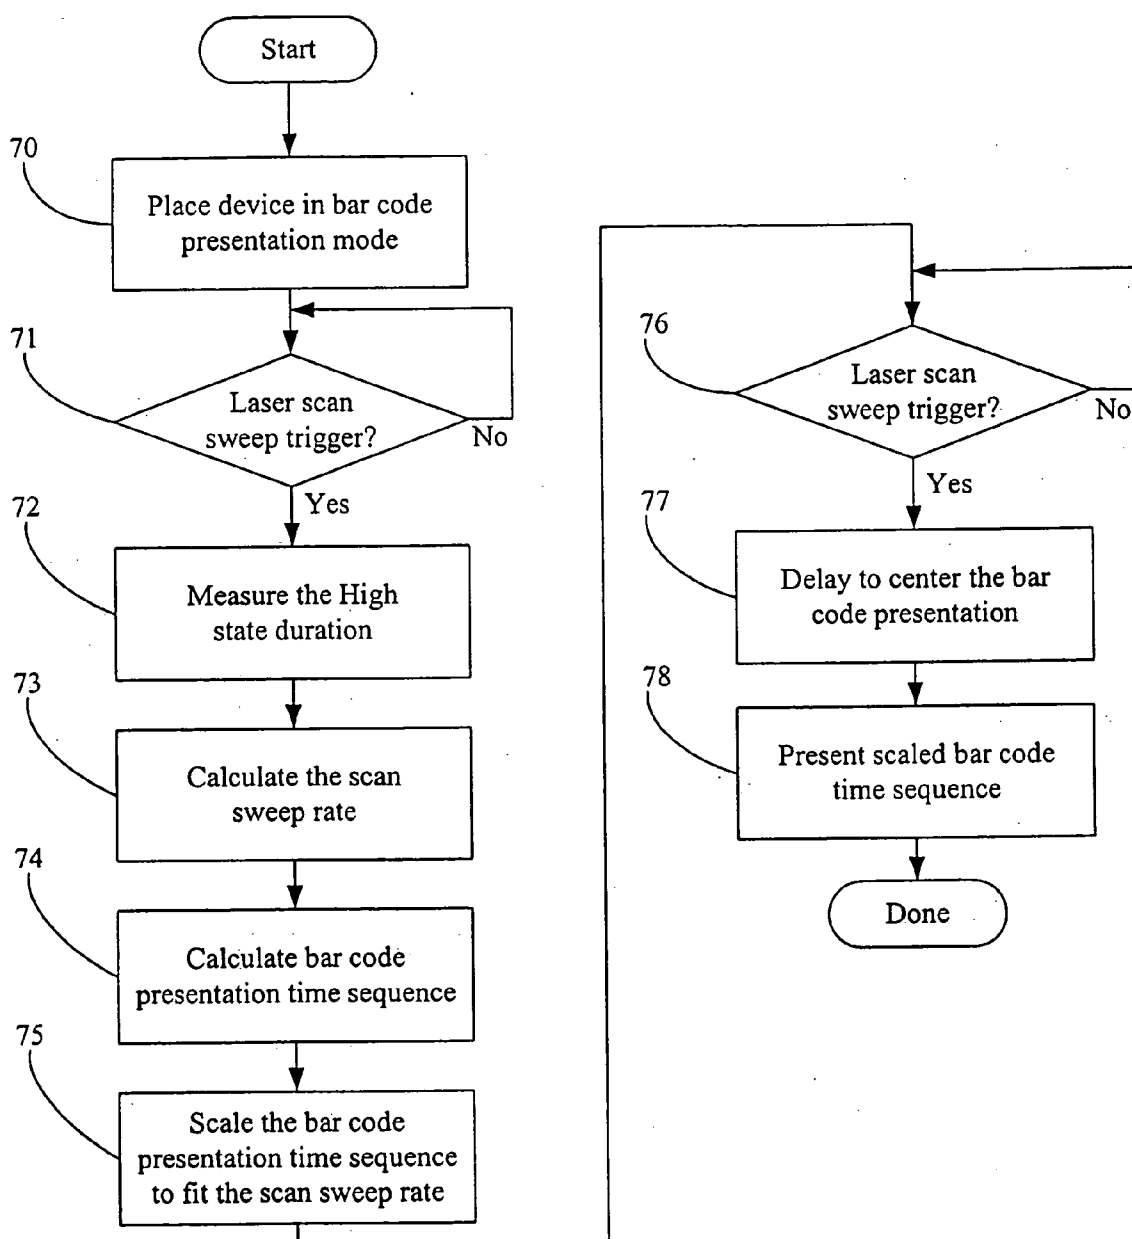 Start
70
Place device in bar code
presentation mode
71
Laser scan
sweep trigger?
No
Yes
72
Measure the High
state duration
73
Calculate the scan
sweep rate
74
Calculate bar code
presentation time sequence
75
Scale the bar code
presentation time sequence
to fit the scan sweep rate
76
Laser scan
sweep trigger?
No
Yes
77
Delay to center the bar
code presentation
78
Present scaled bar code
time sequence
Done